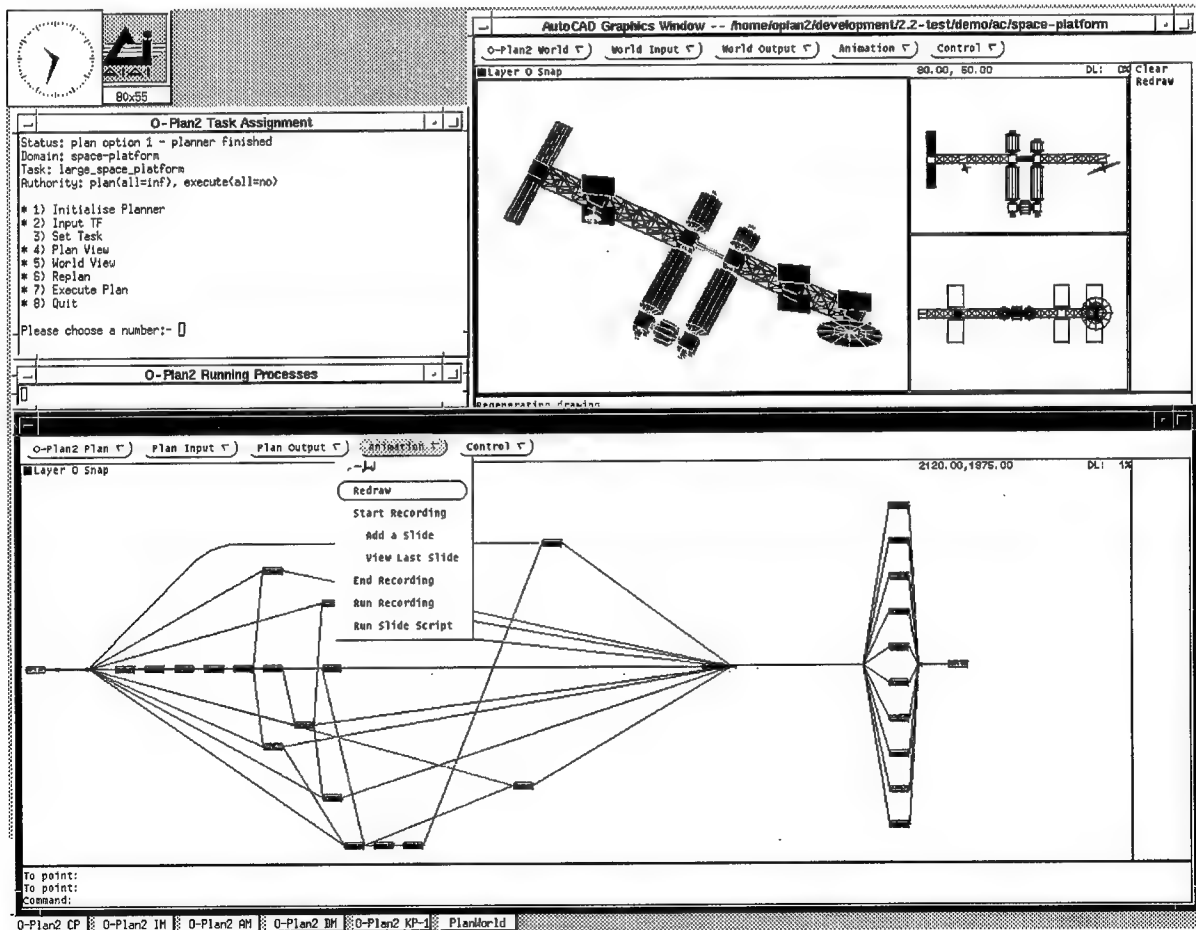 AIAI
80x55
O-Plan2 Task Assignment
Status: plan option 1 - planner finished
Domain: space-platform
Task: large_space_platform
Authority: plan(all=inf), execute(all=no)
* 1) Initialise Planner
* 2) Input TF
3) Set Task
* 4) Plan View
* 5) World View
* 6) Replan
* 7) Execute Plan
* 8) Quit
Please choose a number:-
O-Plan2 Running Processes
AutoCAD Graphics Window -- /home/oplan2/development/2.2-test/demo/ac/space-platform
O-Plan2 World World Input World Output Animation Control
Layer 0 Snap 80.00, 60.00 DL: 0% Clear
Redraw
Regenerating drawing
O-Plan2 Plan Plan Input Plan Output Animation Control
Layer 0 Snap 2120.00,1975.00 DL: 1%
Redraw
Start Recording
Add a Slide
View Last Slide
End Recording
Run Recording
Run Slide Script
To point:
To point:
Command:
O-Plan2 CP O-Plan2 IM O-Plan2 AM O-Plan2 DM O-Plan2 KP-1 PlanWorld